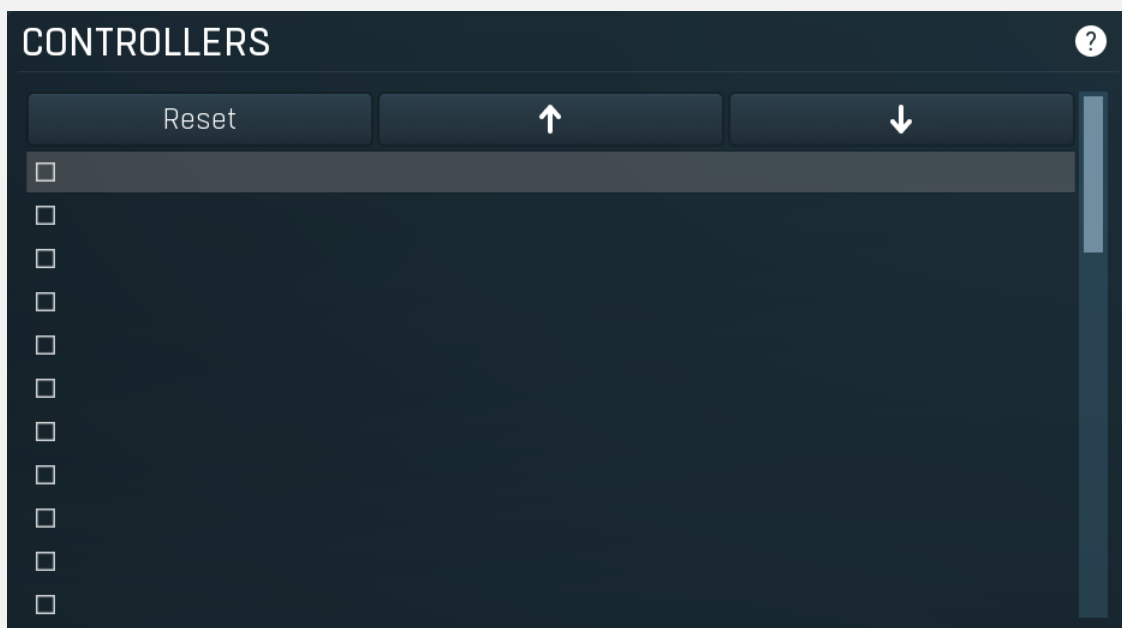 CONTROLLERS
?
Reset ↑ ↓